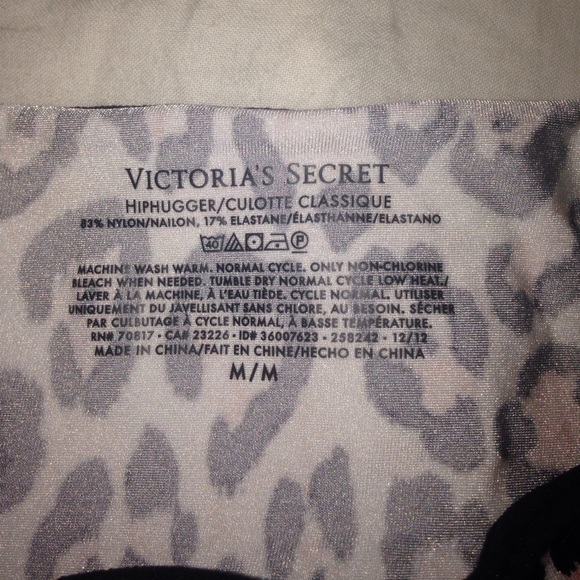 VICTORIA'S SECRET
HIPHUGGER/CULOTTE CLASSIQUE
83% NYLON/NAILON, 17% ELASTANE/ÉLASTHANNE/ELASTANO
40 P
MACHINE WASH WARM. NORMAL CYCLE. ONLY NON-CHLORINE
BLEACH WHEN NEEDED. TUMBLE DRY NORMAL CYCLE LOW HEAT./
LAVER À LA MACHINE, À L'EAU TIÈDE. CYCLE NORMAL. UTILISER
UNIQUEMENT DU JAVELLISANT SANS CHLORE, AU BESOIN. SÉCHER
PAR CULBUTAGE À CYCLE NORMAL, À BASSE TEMPÉRATURE.
RN# 70817 • CA# 23226 • ID# 36007623 • 258242 • 12/12
MADE IN CHINA/FAIT EN CHINE/HECHO EN CHINA
M/M